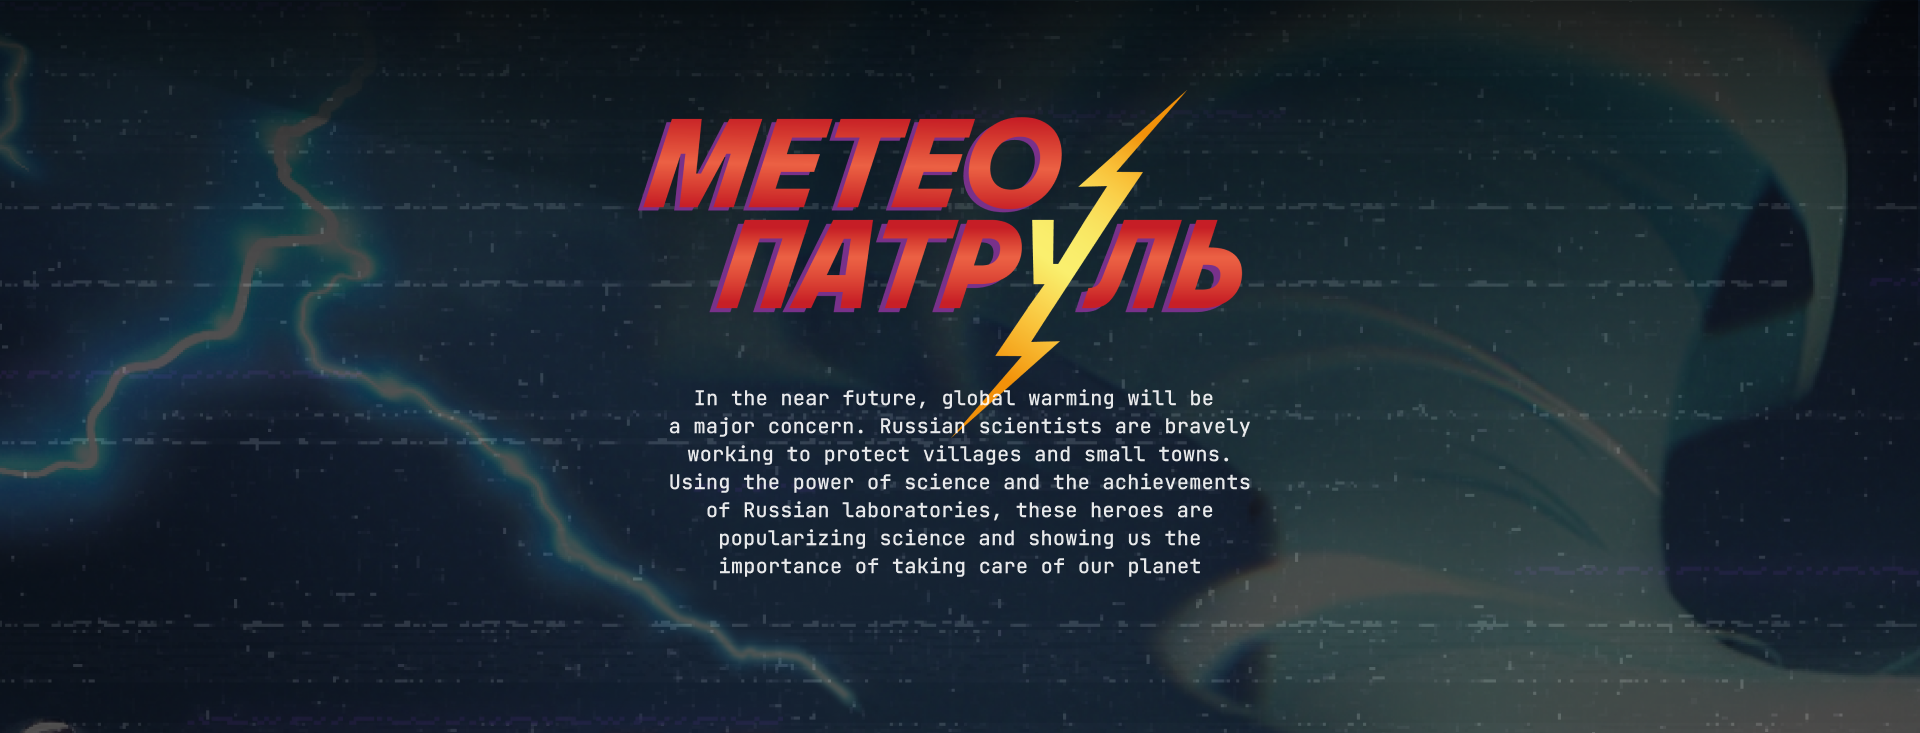 МЕТЕО
ПАТРУЛЬ
In the near future, global warming will be
a major concern. Russian scientists are bravely
working to protect villages and small towns.
Using the power of science and the achievements
of Russian laboratories, these heroes are
popularizing science and showing us the
importance of taking care of our planet